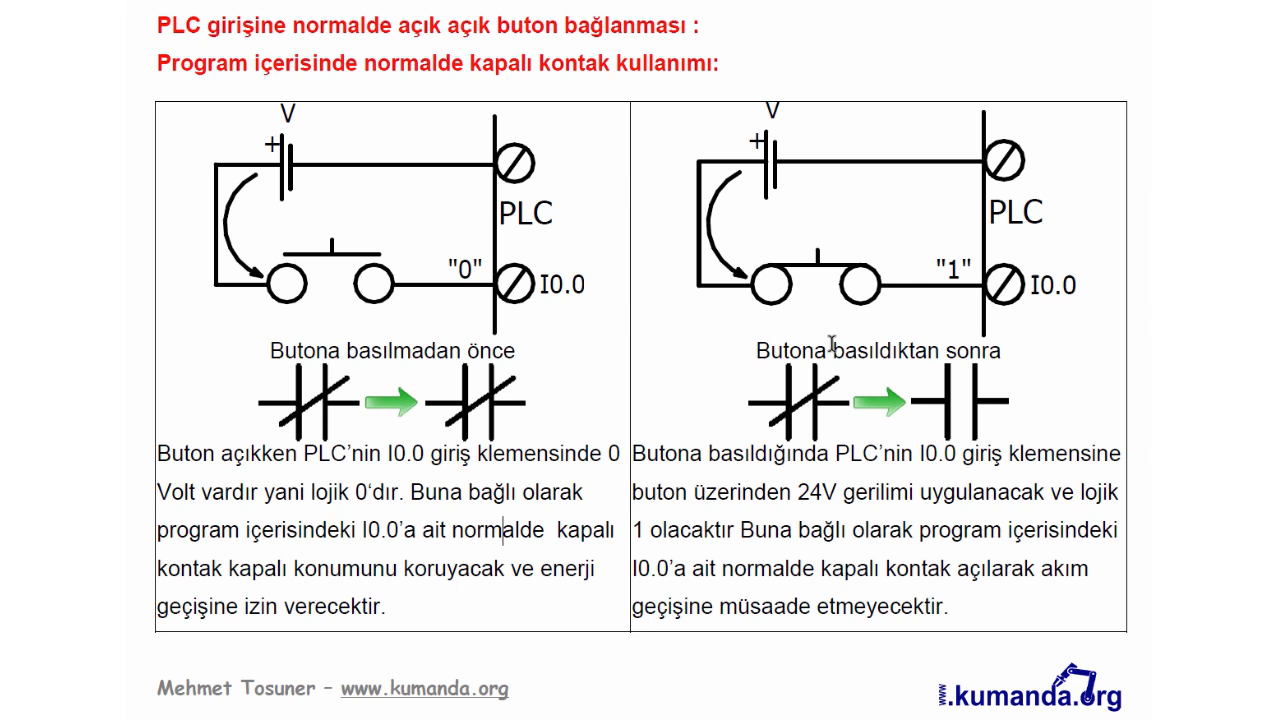 PLC girişine normalde açık açık buton bağlanması :
Program içerisinde normalde kapalı kontak kullanımı:
V
+
PLC
"0"
I0.0
Butona basılmadan önce
Buton açıkken PLC’nin I0.0 giriş klemensinde 0
Volt vardır yani lojik 0‘dır. Buna bağlı olarak
program içerisindeki I0.0’a ait normalde  kapalı
kontak kapalı konumunu koruyacak ve enerji
geçişine izin verecektir.
V
+
PLC
"1"
I0.0
Butona basıldıktan sonra
Butona basıldığında PLC’nin I0.0 giriş klemensine
buton üzerinden 24V gerilimi uygulanacak ve lojik
1 olacaktır Buna bağlı olarak program içerisindeki
I0.0’a ait normalde kapalı kontak açılarak akım
geçişine müsaade etmeyecektir.
Mehmet Tosuner – www.kumanda.org
www.kumanda.org